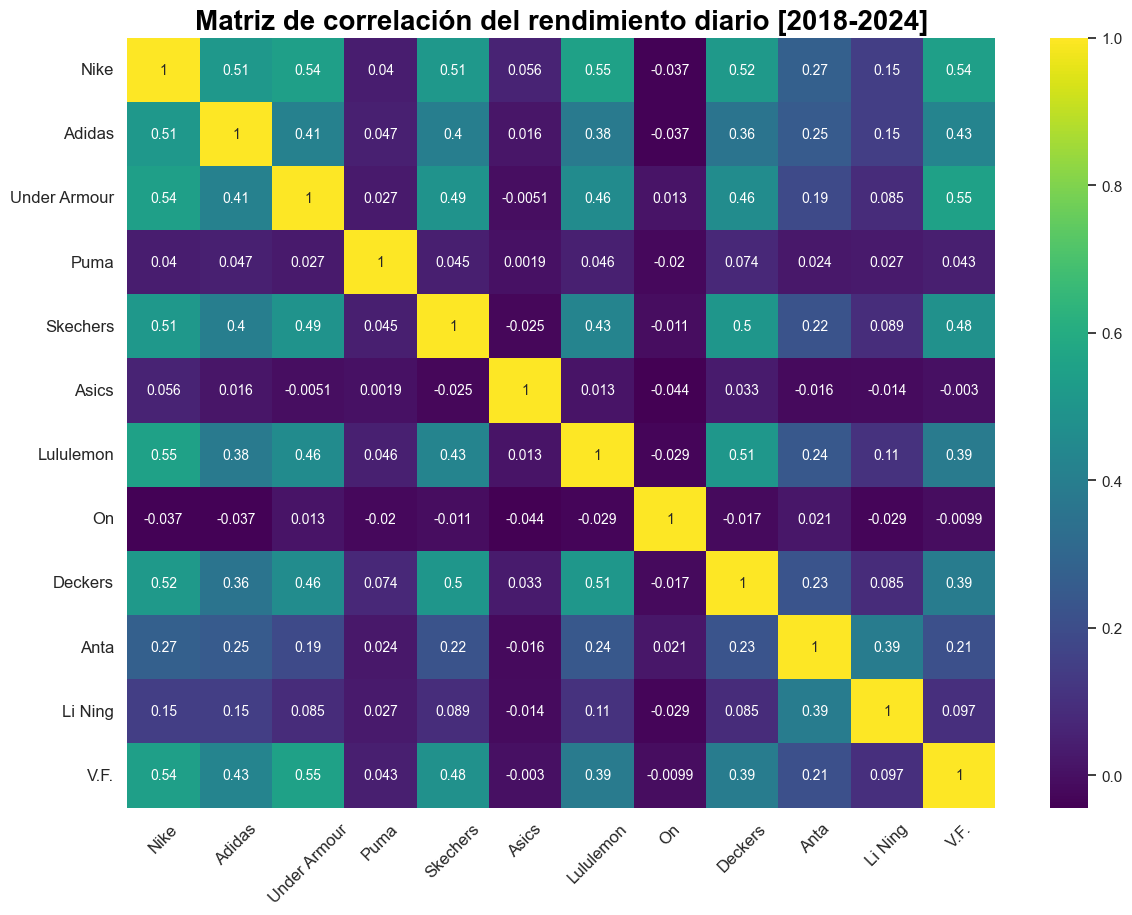 Matriz de correlación del rendimiento diario [2018-2024]
Nike 1 0.51 0.54 0.04 0.51 0.056 0.55 -0.037 0.52 0.27 0.15 0.54
Adidas 0.51 1 0.41 0.047 0.4 0.016 0.38 -0.037 0.36 0.25 0.15 0.43
Under Armour 0.54 0.41 1 0.027 0.49 -0.0051 0.46 0.013 0.46 0.19 0.085 0.55
Puma 0.04 0.047 0.027 1 0.045 0.0019 0.046 -0.02 0.074 0.024 0.027 0.043
Skechers 0.51 0.4 0.49 0.045 1 -0.025 0.43 -0.011 0.5 0.22 0.089 0.48
Asics 0.056 0.016 -0.0051 0.0019 -0.025 1 0.013 -0.044 0.033 -0.016 -0.014 -0.003
Lululemon 0.55 0.38 0.46 0.046 0.43 0.013 1 -0.029 0.51 0.24 0.11 0.39
On -0.037 -0.037 0.013 -0.02 -0.011 -0.044 -0.029 1 -0.017 0.021 -0.029 -0.0099
Deckers 0.52 0.36 0.46 0.074 0.5 0.033 0.51 -0.017 1 0.23 0.085 0.39
Anta 0.27 0.25 0.19 0.024 0.22 -0.016 0.24 0.021 0.23 1 0.39 0.21
Li Ning 0.15 0.15 0.085 0.027 0.089 -0.014 0.11 -0.029 0.085 0.39 1 0.097
V.F. 0.54 0.43 0.55 0.043 0.48 -0.003 0.39 -0.0099 0.39 0.21 0.097 1
Nike Adidas Under Armour Puma Skechers Asics Lululemon On Deckers Anta Li Ning V.F.
1.0
0.8
0.6
0.4
0.2
0.0